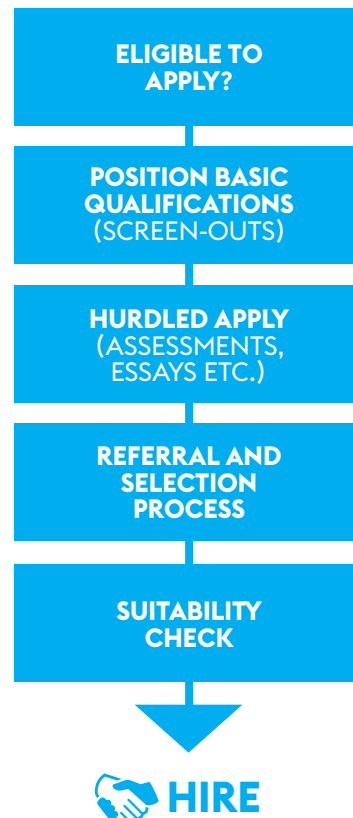 ELIGIBLE TO
APPLY?
POSITION BASIC
QUALIFICATIONS
(SCREEN-OUTS)
HURDLED APPLY
(ASSESSMENTS,
ESSAYS ETC.)
REFERRAL AND
SELECTION
PROCESS
SUITABILITY
CHECK
HIRE